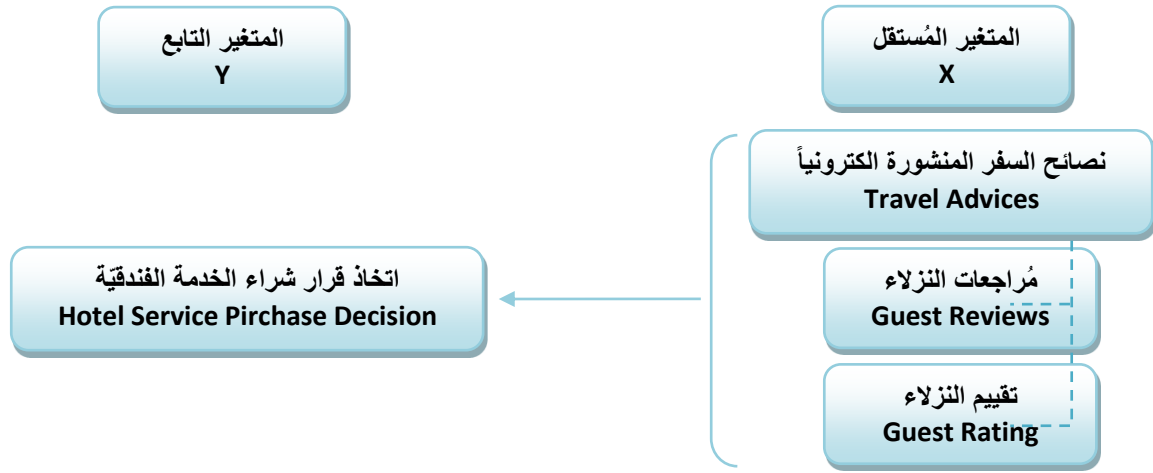 المتغير المُستقل
X
المتغير التابع
Y
نصائح السفر المنشورة الكترونياً
Travel Advices
مُراجعات النزلاء
Guest Reviews
تقييم النزلاء
Guest Rating
اتخاذ قرار شراء الخدمة الفندقيّة
Hotel Service Pirchase Decision